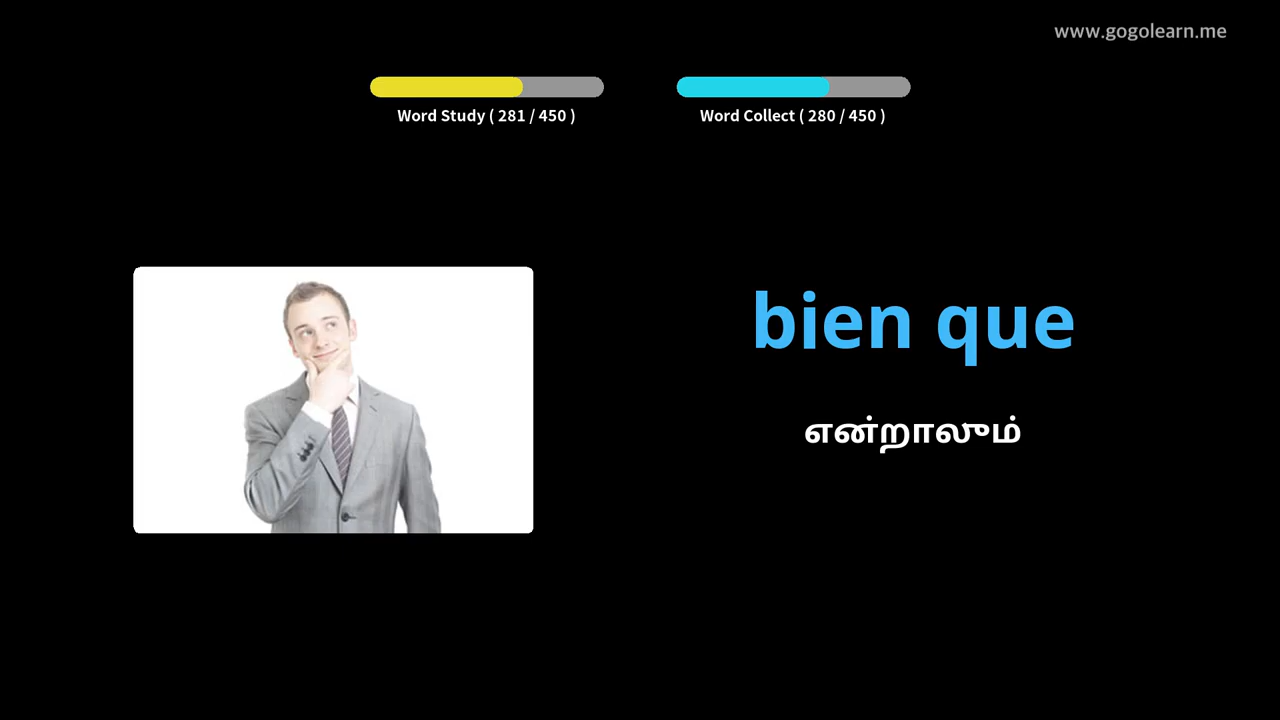 www.gogolearn.me
Word Study ( 281 / 450 )
Word Collect ( 280 / 450 )
bien que
என்றாலும்